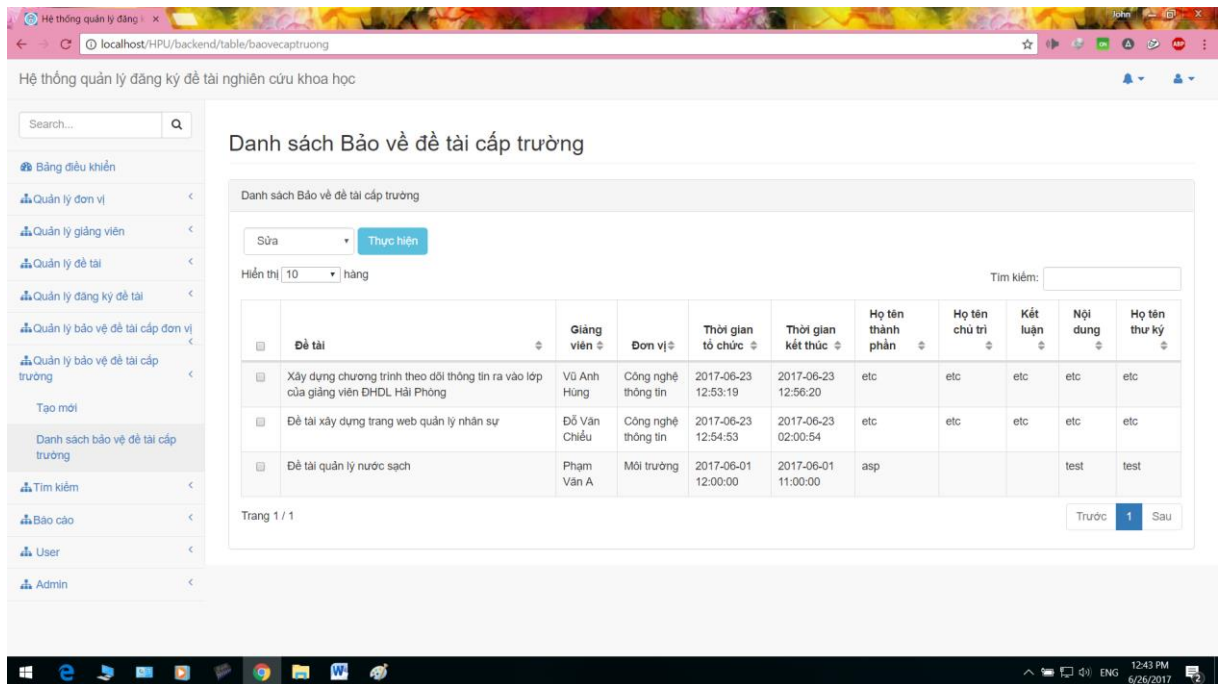 Hệ thống quản lý đăng k
John
localhost/HPU/backend/table/baovecaptruong
Hệ thống quản lý đăng ký đề tài nghiên cứu khoa học
Search...
Bảng điều khiển
Quản lý đơn vị
Quản lý giảng viên
Quản lý đề tài
Quản lý đăng ký đề tài
Quản lý bảo vệ đề tài cấp đơn vị
Quản lý bảo vệ đề tài cấp
trường
Tạo mới
Danh sách bảo vệ đề tài cấp
trường
Tìm kiếm
Báo cáo
User
Admin
Danh sách Bảo về đề tài cấp trường
Danh sách Bảo về đề tài cấp trường
Sửa Thực hiện
Hiển thị 10 hàng
Tìm kiếm:
Đề tài Giảng viên Đơn vị Thời gian tổ chức Thời gian kết thúc Họ tên thành phần Họ tên chủ trì Kết luận Nội dung Họ tên thư ký
Xây dựng chương trình theo dõi thông tin ra vào lớp Vũ Anh Công nghệ 2017-06-23 2017-06-23 etc etc etc etc etc
của giảng viên ĐHDL Hải Phòng Hùng thông tin 12:53:19 12:56:20
Đề tài xây dựng trang web quản lý nhân sự Đỗ Văn Công nghệ 2017-06-23 2017-06-23 etc etc etc etc etc
Chiểu thông tin 12:54:53 02:00:54
Đề tài quản lý nước sạch Phạm Môi trường 2017-06-01 2017-06-01 asp test test
Văn A 12:00:00 11:00:00
Trang 1 / 1
Trước 1 Sau
ENG
12:43 PM
6/26/2017